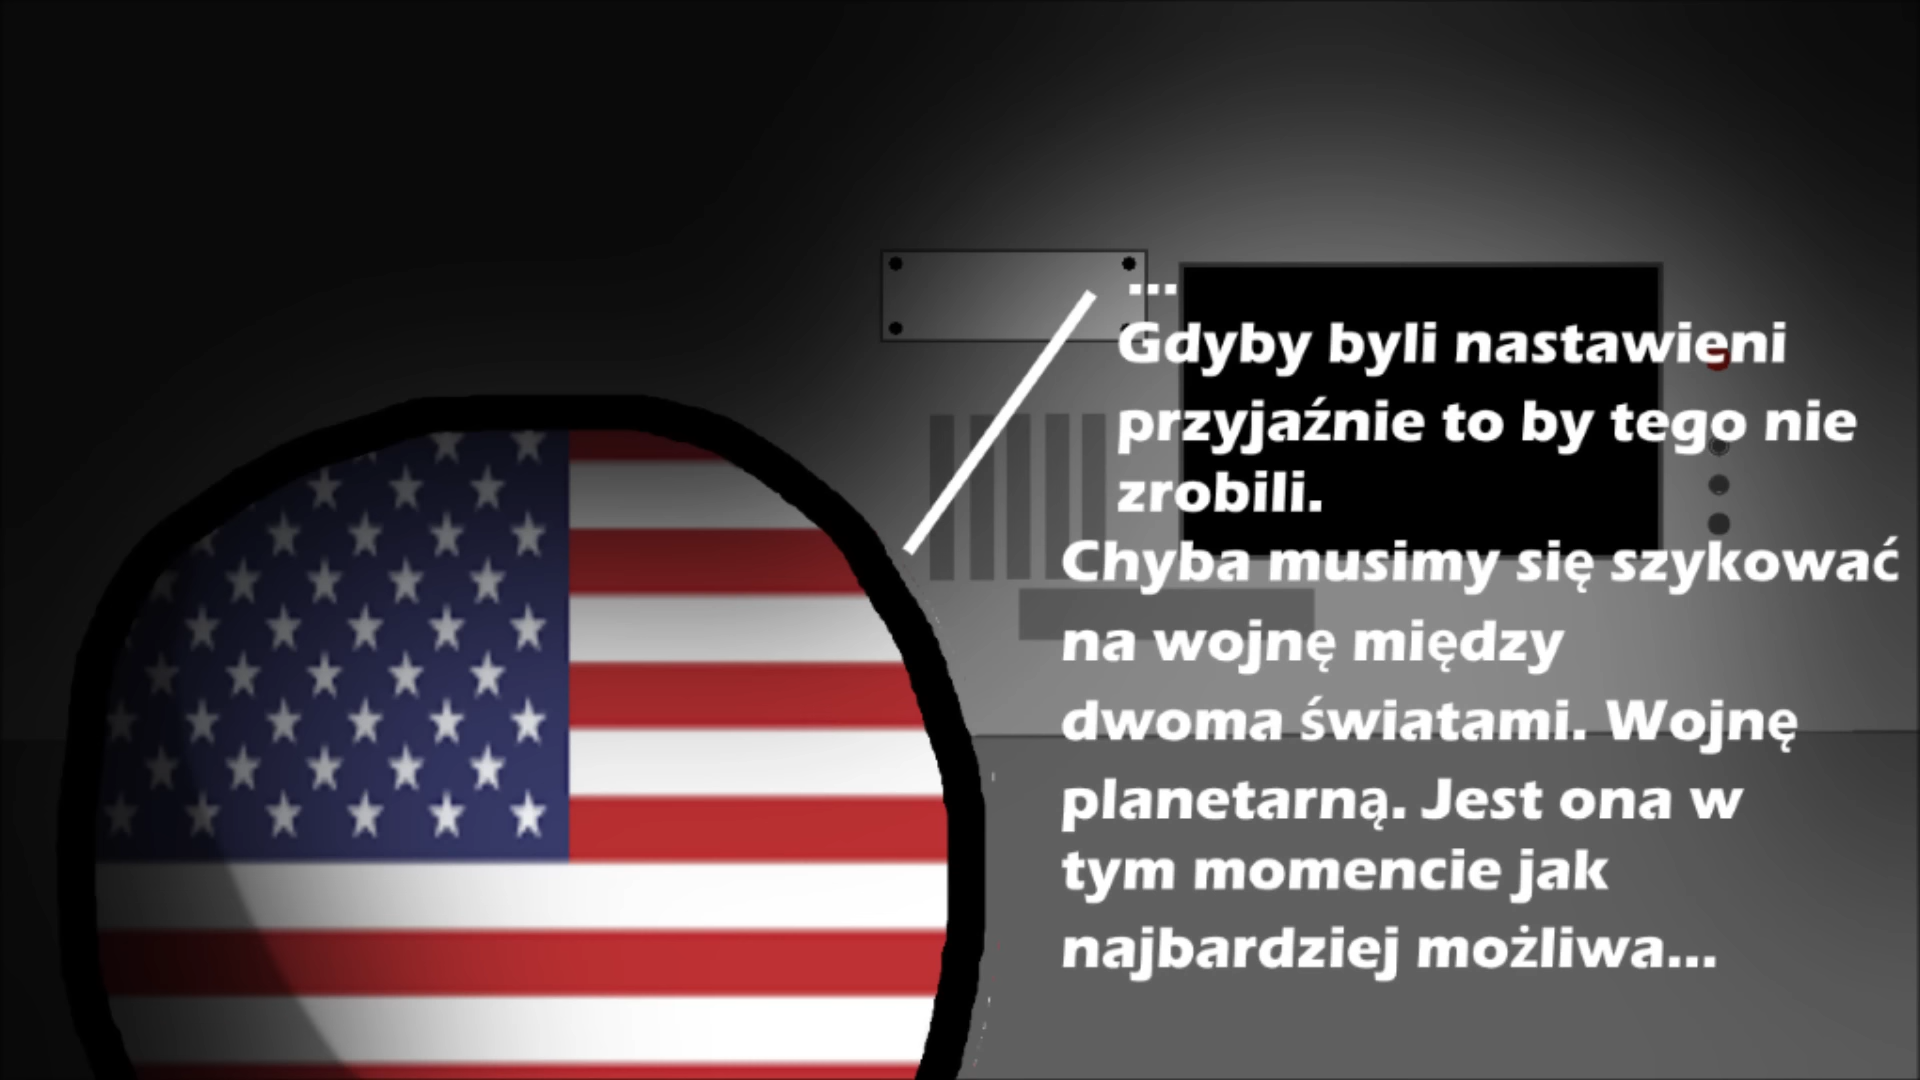 ...
Gdyby byli nastawieni
przyjaźnie to by tego nie
zrobili.
Chyba musimy się szykować
na wojnę między
dwoma światami. Wojnę
planetarną. Jest ona w
tym momencie jak
najbardziej możliwa...